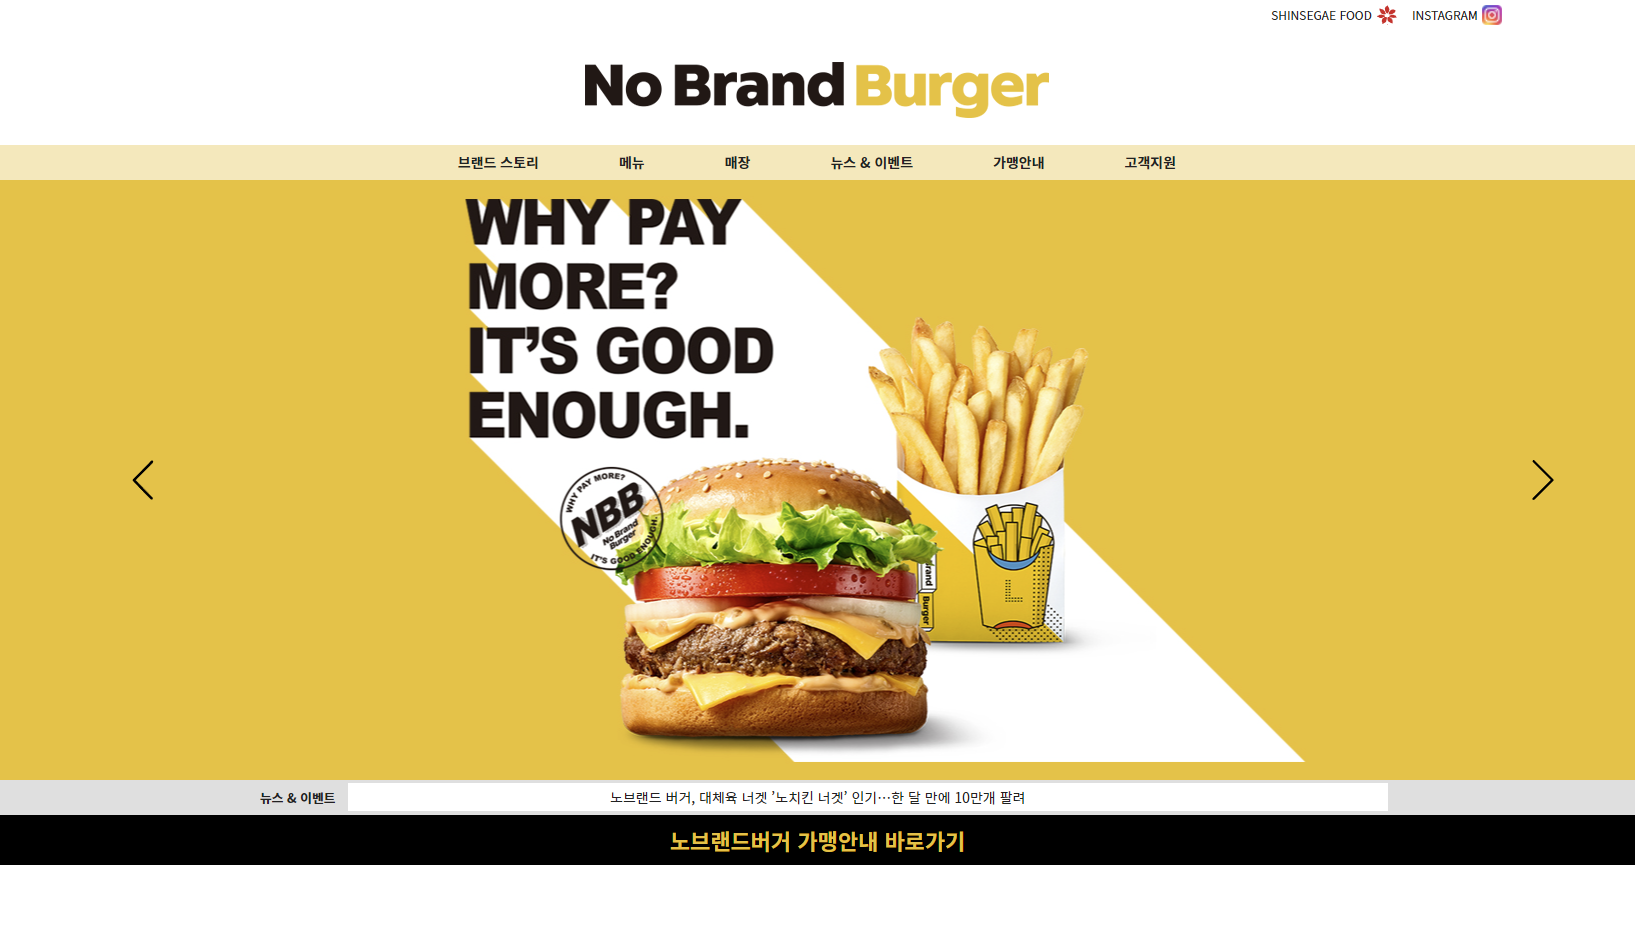 SHINSEGAE FOOD INSTAGRAM
No Brand Burger
브랜드 스토리 메뉴 매장 뉴스 & 이벤트 가맹안내 고객지원
WHY PAY
MORE?
IT'S GOOD
ENOUGH.
WHY PAY MORE?
NBB
No Brand
Burger
IT'S GOOD ENOUGH.
rand
Burger
L
뉴스 & 이벤트 노브랜드 버거, 대체육 너겟 '노치킨 너겟' 인기…한 달 만에 10만개 팔려
노브랜드버거 가맹안내 바로가기